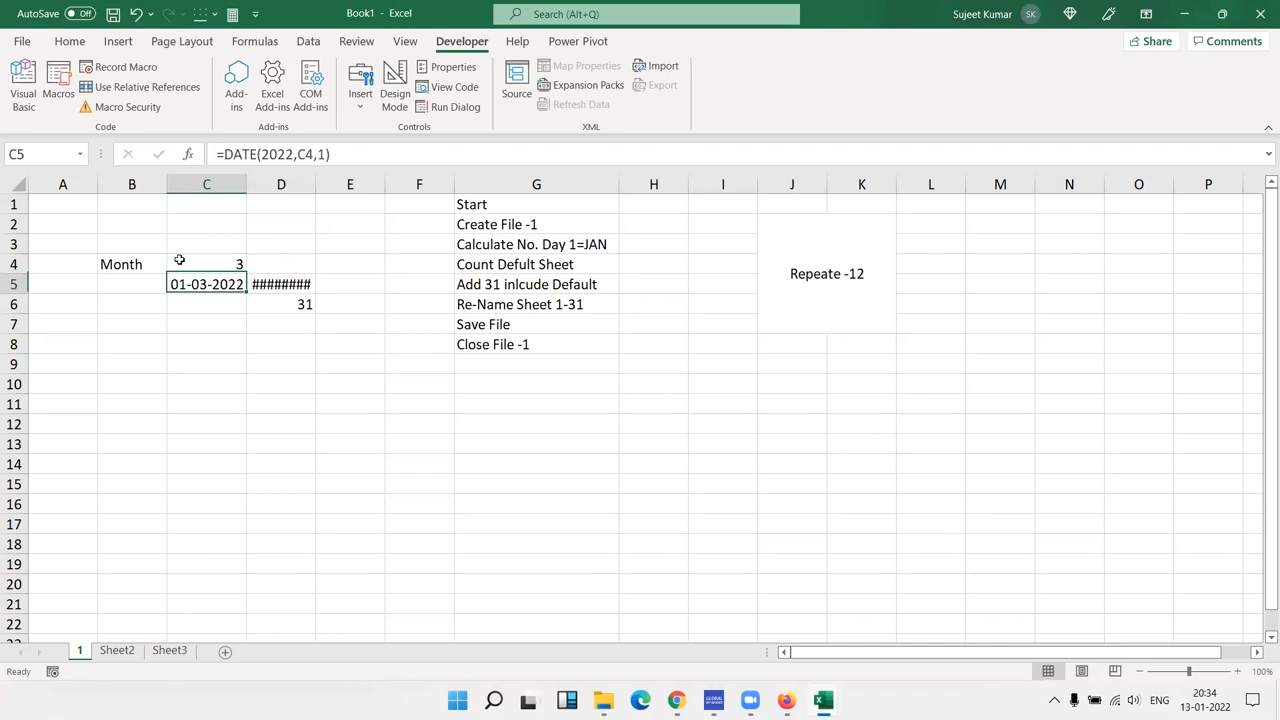 AutoSave Off Book1 - Excel Search (Alt+Q) Sujeet Kumar SK
File Home Insert Draw Page Layout Formulas Data Review View Developer Help Power Pivot Share Comments
Visual Basic
Macros
Record Macro
Use Relative References
Macro Security
Code
Add-ins
Excel Add-ins
COM Add-ins
Add-ins
Insert
Design Mode
Properties
View Code
Run Dialog
Controls
Source
Map Properties
Expansion Packs
Refresh Data
Import
Export
XML
C5 fx =DATE(2022,C4,1)
A B C D E F G H I J K L M N O P
1 Start
2 Create File -1
3 Calculate No. Day 1=JAN
4 Month 3 Count Defult Sheet
5 01-03-2022 ######## Add 31 inlcude Default
6 31 Re-Name Sheet 1-31
7 Save File
8 Close File -1
Repeate -12
9
10
11
12
13
14
15
16
17
18
19
20
21
22
1 Sheet2 Sheet3
Ready 100%
GLOBAL
ENG
20:34
13-01-2022